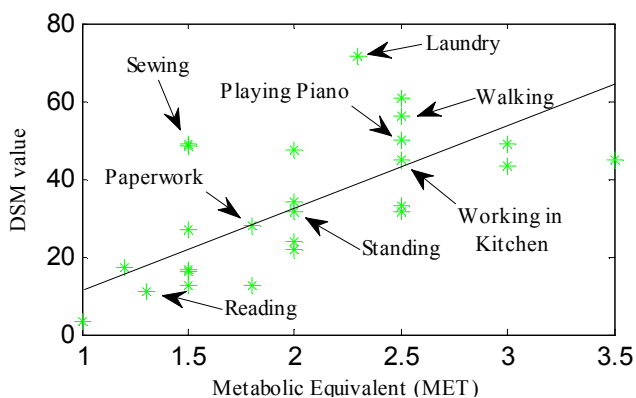 80
Laundry
Sewing
60
Playing Piano
Walking
DSM value
40
Paperwork
Working in
Kitchen
20
Standing
Reading
0
1
1.5
2
2.5
3
3.5
Metabolic Equivalent (MET)